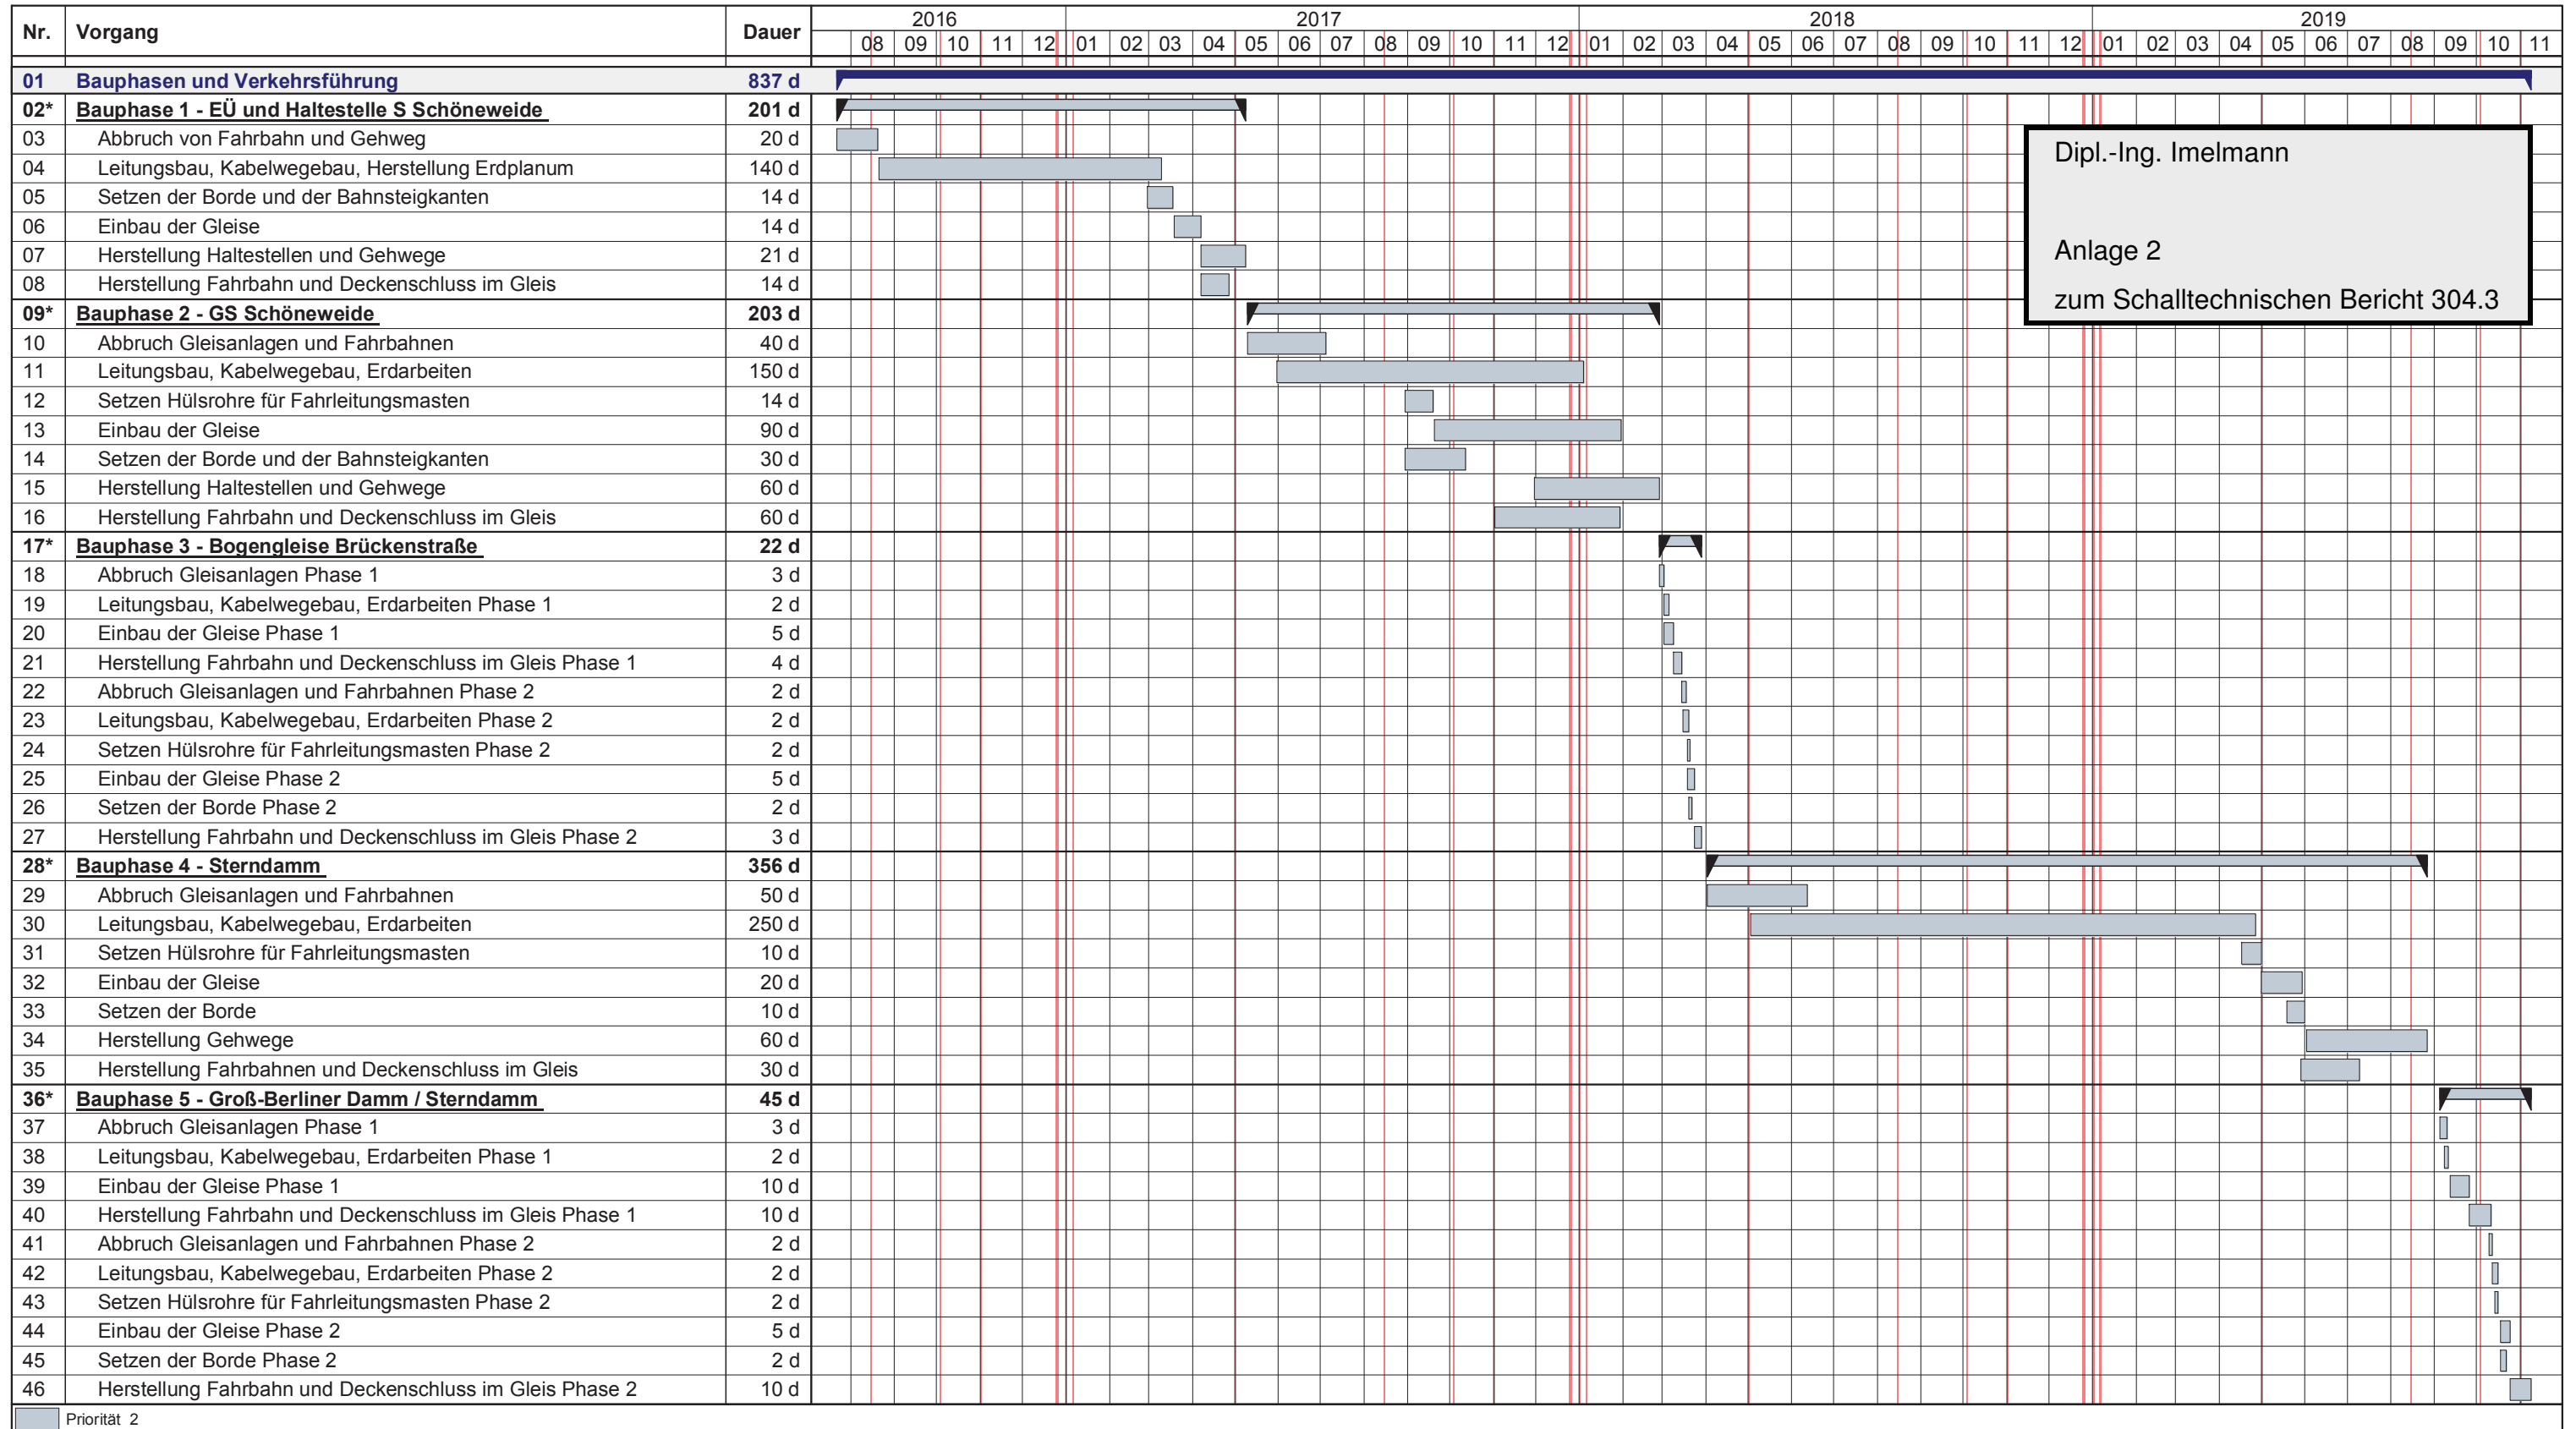 Nr. Vorgang Dauer 2016 2017 2018 2019
08 09 10 11 12 01 02 03 04 05 06 07 08 09 10 11 12 01 02 03 04 05 06 07 08 09 10 11 12 01 02 03 04 05 06 07 08 09 10 11
01 Bauphasen und Verkehrsführung 837 d
02* Bauphase 1 - EÜ und Haltestelle S Schöneweide 201 d
03 Abbruch von Fahrbahn und Gehweg 20 d
04 Leitungsbau, Kabelwegebau, Herstellung Erdplanum 140 d
05 Setzen der Borde und der Bahnsteigkanten 14 d
06 Einbau der Gleise 14 d
07 Herstellung Haltestellen und Gehwege 21 d
08 Herstellung Fahrbahn und Deckenschluss im Gleis 14 d
09* Bauphase 2 - GS Schöneweide 203 d
10 Abbruch Gleisanlagen und Fahrbahnen 40 d
11 Leitungsbau, Kabelwegebau, Erdarbeiten 150 d
12 Setzen Hülsrohre für Fahrleitungsmasten 14 d
13 Einbau der Gleise 90 d
14 Setzen der Borde und der Bahnsteigkanten 30 d
15 Herstellung Haltestellen und Gehwege 60 d
16 Herstellung Fahrbahn und Deckenschluss im Gleis 60 d
17* Bauphase 3 - Bogengleise Brückenstraße 22 d
18 Abbruch Gleisanlagen Phase 1 3 d
19 Leitungsbau, Kabelwegebau, Erdarbeiten Phase 1 2 d
20 Einbau der Gleise Phase 1 5 d
21 Herstellung Fahrbahn und Deckenschluss im Gleis Phase 1 4 d
22 Abbruch Gleisanlagen und Fahrbahnen Phase 2 2 d
23 Leitungsbau, Kabelwegebau, Erdarbeiten Phase 2 2 d
24 Setzen Hülsrohre für Fahrleitungsmasten Phase 2 2 d
25 Einbau der Gleise Phase 2 5 d
26 Setzen der Borde Phase 2 2 d
27 Herstellung Fahrbahn und Deckenschluss im Gleis Phase 2 3 d
28* Bauphase 4 - Sterndamm 356 d
29 Abbruch Gleisanlagen und Fahrbahnen 50 d
30 Leitungsbau, Kabelwegebau, Erdarbeiten 250 d
31 Setzen Hülsrohre für Fahrleitungsmasten 10 d
32 Einbau der Gleise 20 d
33 Setzen der Borde 10 d
34 Herstellung Gehwege 60 d
35 Herstellung Fahrbahnen und Deckenschluss im Gleis 30 d
36* Bauphase 5 - Groß-Berliner Damm / Sterndamm 45 d
37 Abbruch Gleisanlagen Phase 1 3 d
38 Leitungsbau, Kabelwegebau, Erdarbeiten Phase 1 2 d
39 Einbau der Gleise Phase 1 10 d
40 Herstellung Fahrbahn und Deckenschluss im Gleis Phase 1 10 d
41 Abbruch Gleisanlagen und Fahrbahnen Phase 2 2 d
42 Leitungsbau, Kabelwegebau, Erdarbeiten Phase 2 2 d
43 Setzen Hülsrohre für Fahrleitungsmasten Phase 2 2 d
44 Einbau der Gleise Phase 2 5 d
45 Setzen der Borde Phase 2 2 d
46 Herstellung Fahrbahn und Deckenschluss im Gleis Phase 2 10 d
Priorität 2
Dipl.-Ing. Imelmann
Anlage 2
zum Schalltechnischen Bericht 304.3